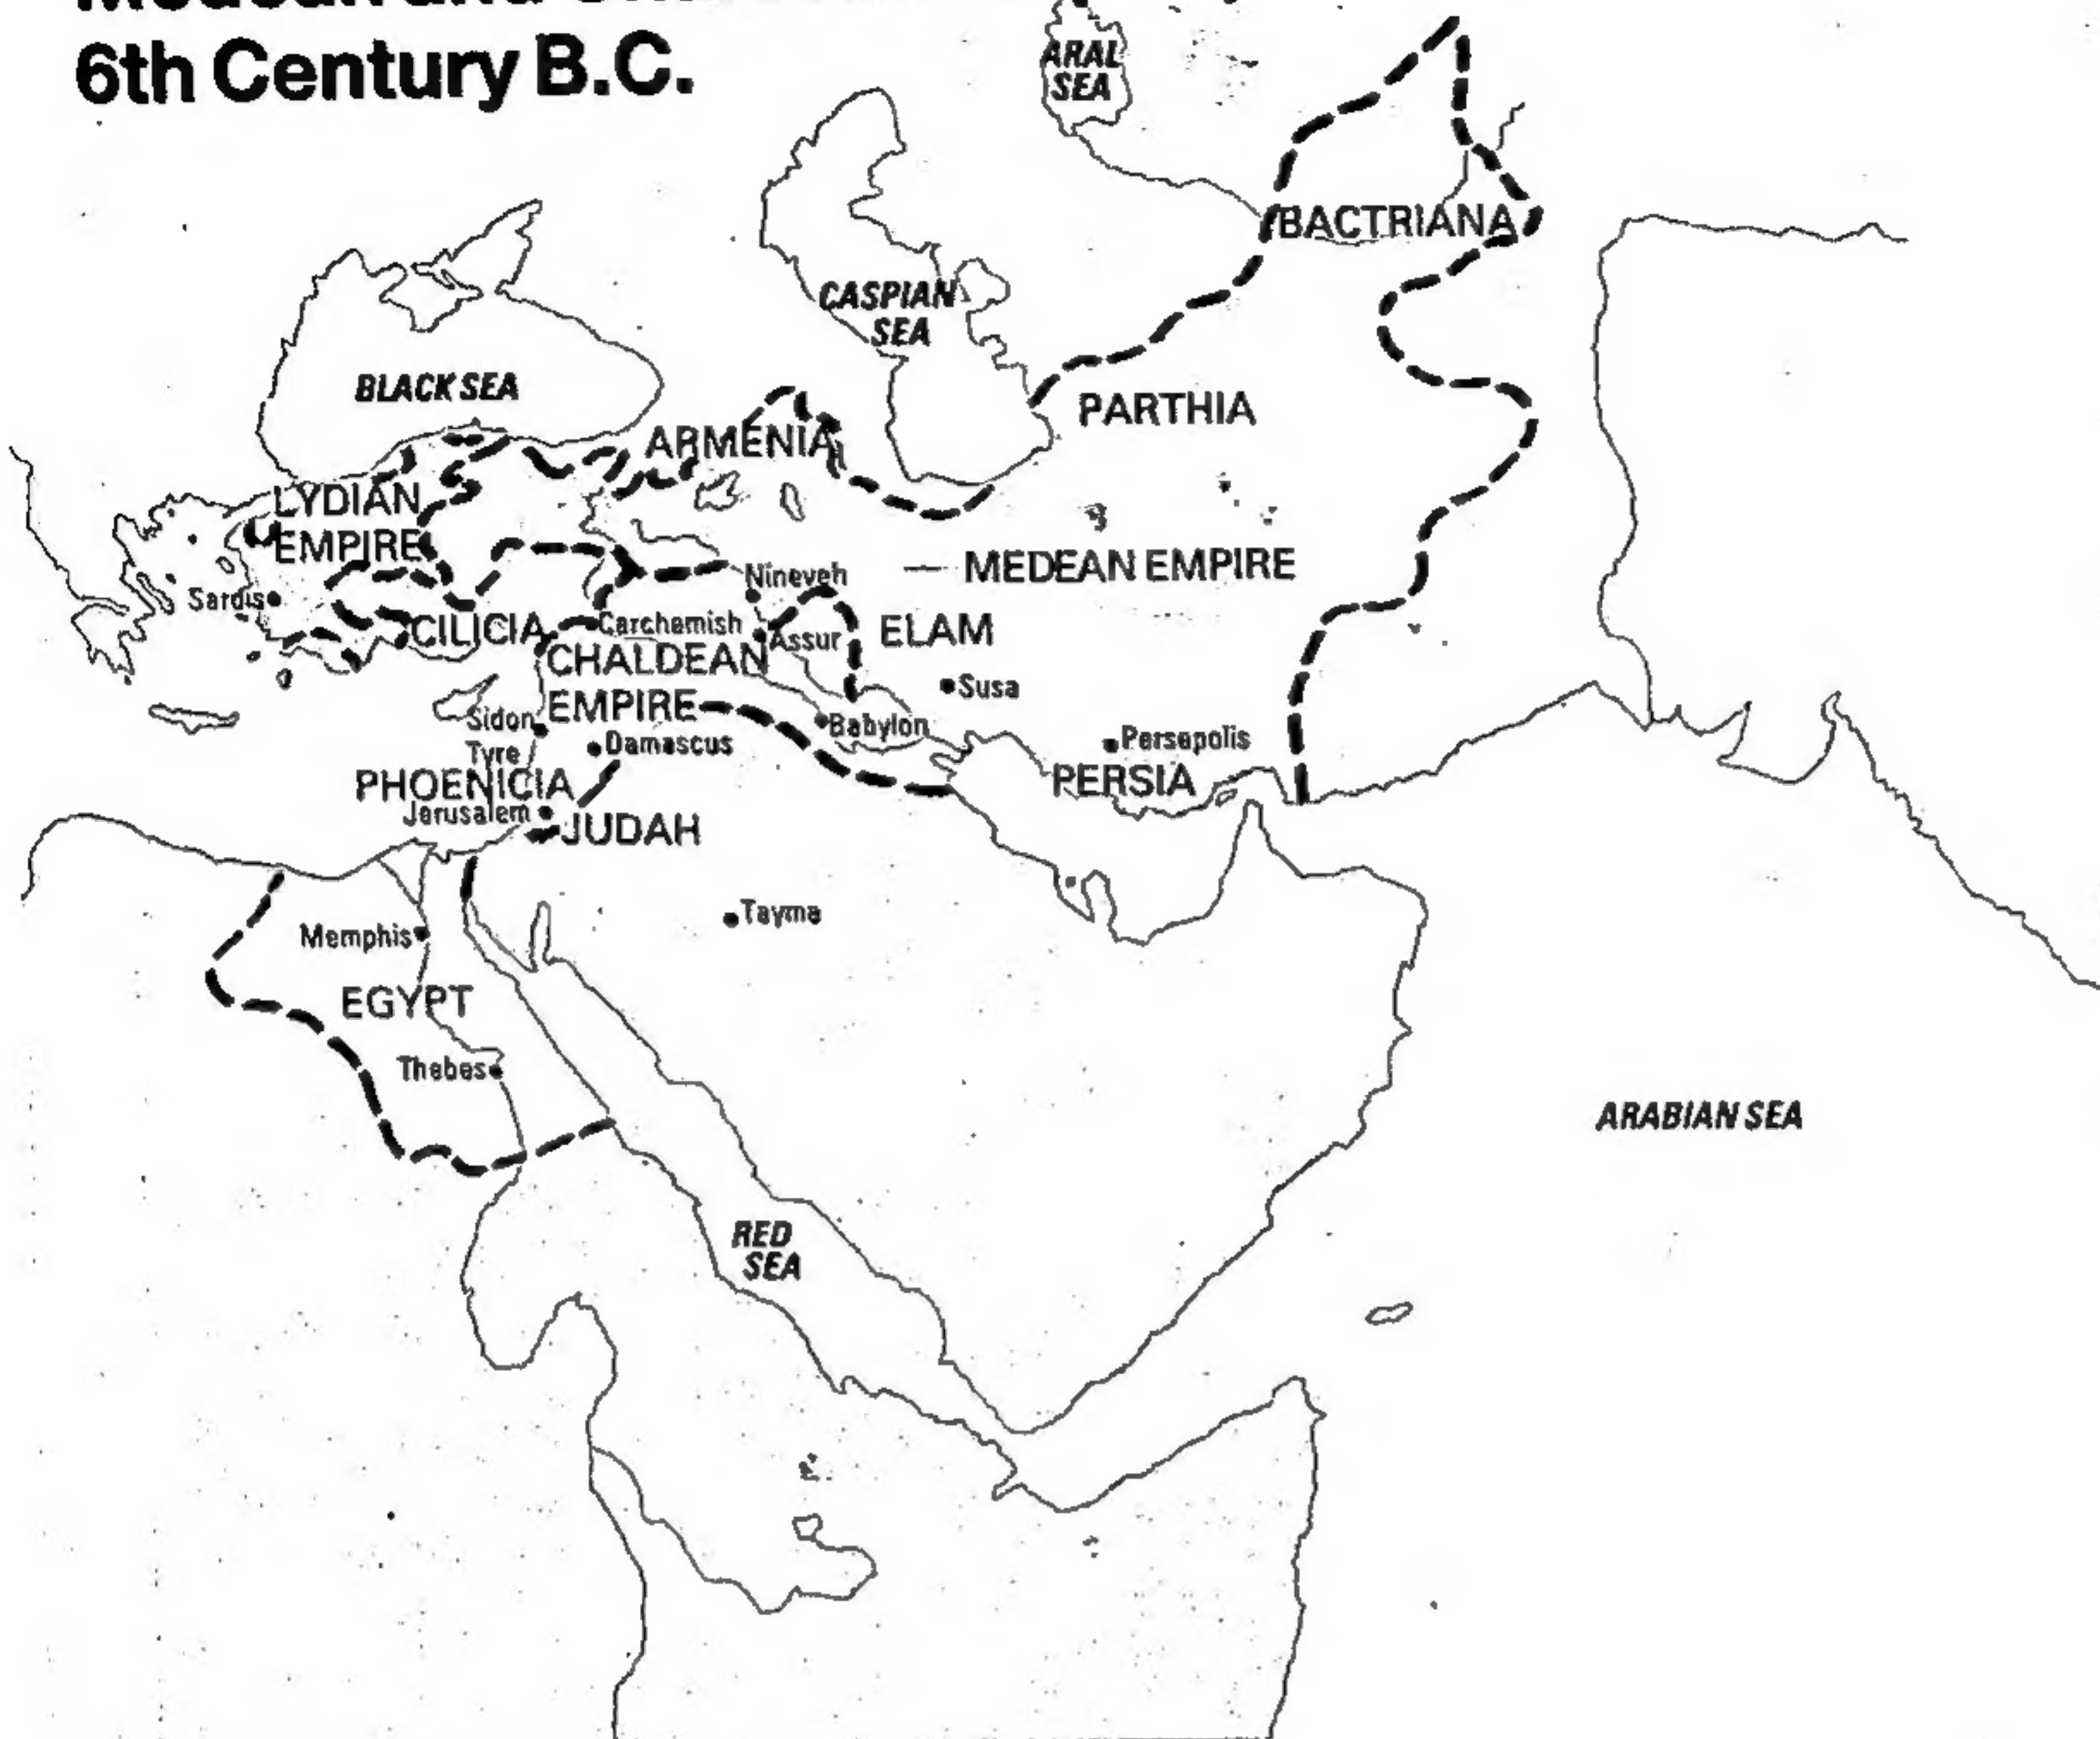 6th Century B.C.
ARAL
SEA
BACTRIANA
CASPIAN
SEA
BLACK SEA
PARTHIA
ARMENIA
LYDIAN
EMPIRE
MEDEAN EMPIRE
Nineveh
Sardis
CILICIA
Carchemish
Assur
ELAM
CHALDEAN
EMPIRE
Susa
Sidon
Babylon
Tyre
Damascus
Persepolis
PHOENICIA
PERSIA
Jerusalem
JUDAH
Tayma
Memphis
EGYPT
Thebes
ARABIAN SEA
RED
SEA